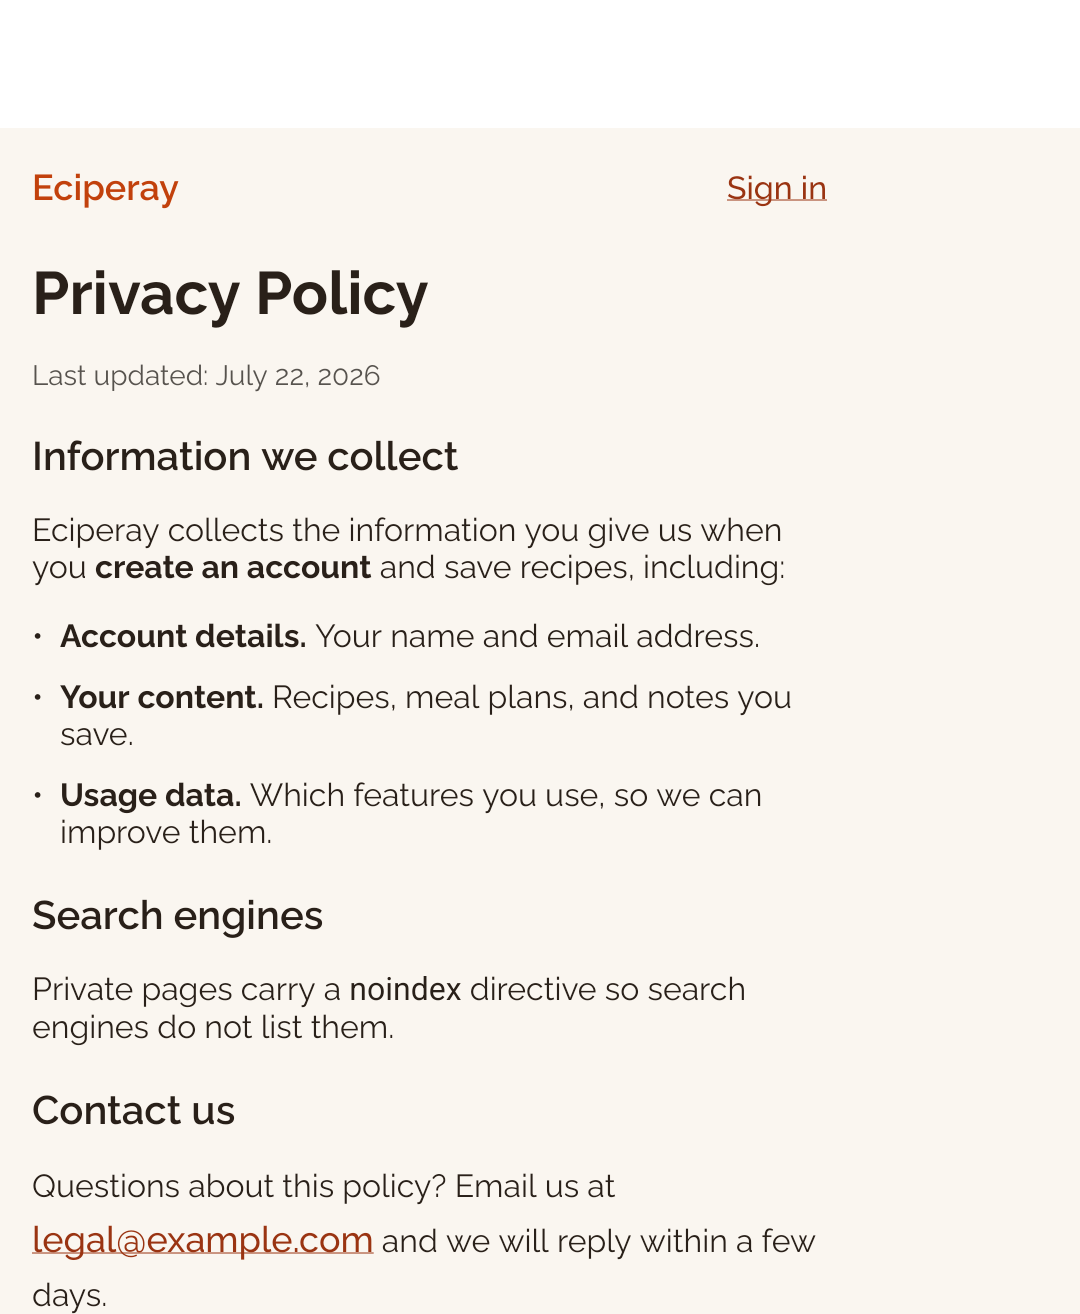 Eciperay
Sign in
Privacy Policy
Last updated: July 22, 2026
Information we collect
Eciperay collects the information you give us when
you create an account and save recipes, including:
• Account details. Your name and email address.
• Your content. Recipes, meal plans, and notes you
save.
• Usage data. Which features you use, so we can
improve them.
Search engines
Private pages carry a noindex directive so search
engines do not list them.
Contact us
Questions about this policy? Email us at
legal@example.com and we will reply within a few
days.